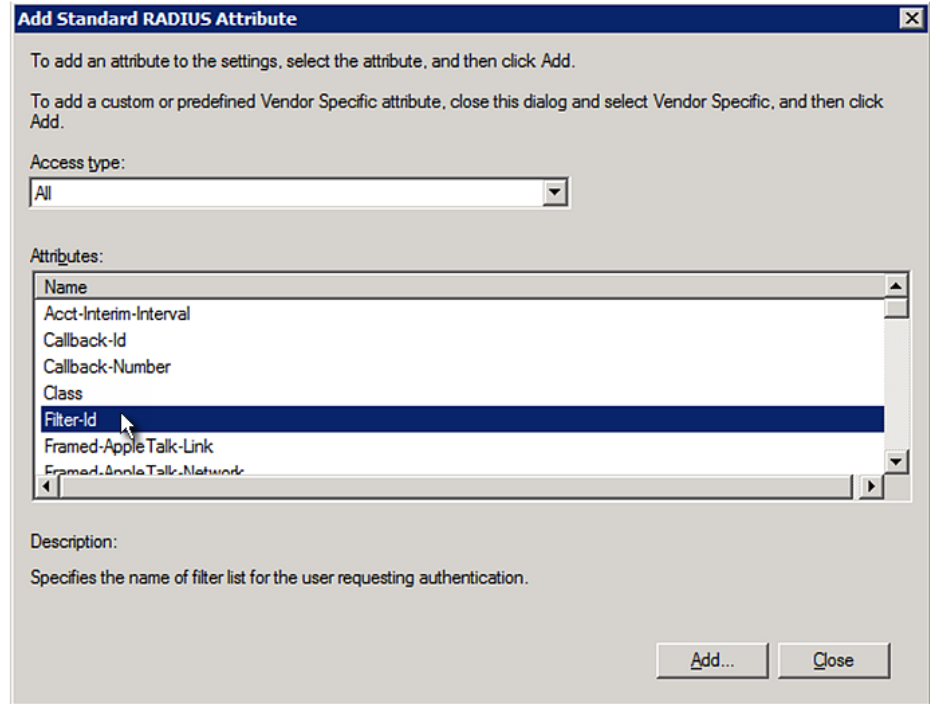 Add Standard RADIUS Attribute
To add an attribute to the settings, select the attribute, and then click Add.
To add a custom or predefined Vendor Specific attribute, close this dialog and select Vendor Specific, and then click
Add.
Access type:
All
Attributes:
Name
Acct-Interim-Interval
Callback-Id
Callback-Number
Class
Filter-Id
Framed-AppleTalk-Link
Framed-AppleTalk-Network
Description:
Specifies the name of filter list for the user requesting authentication.
Add... Close